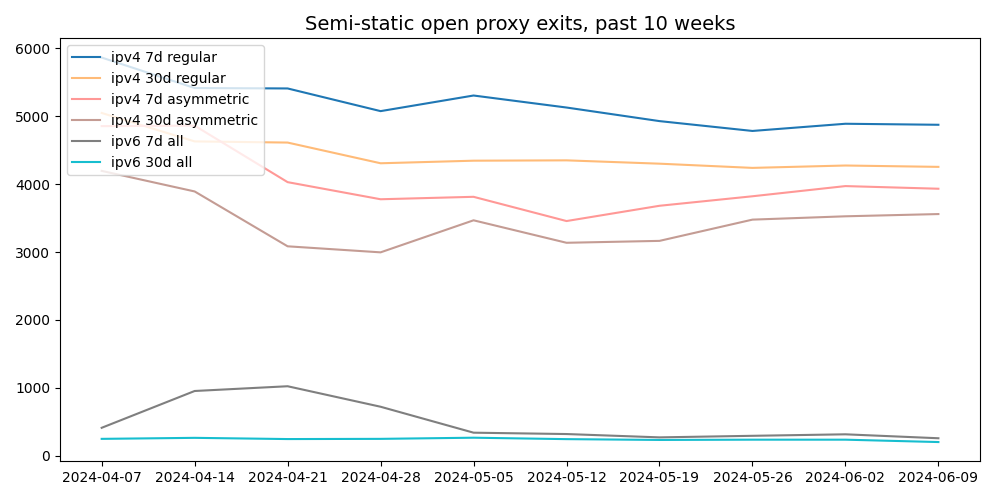 Semi-static open proxy exits, past 10 weeks
6000
5000
4000
3000
2000
1000
0
ipv4 7d regular
ipv4 30d regular
ipv4 7d asymmetric
ipv4 30d asymmetric
ipv6 7d all
ipv6 30d all
2024-04-07 2024-04-14 2024-04-21 2024-04-28 2024-05-05 2024-05-12 2024-05-19 2024-05-26 2024-06-02 2024-06-09